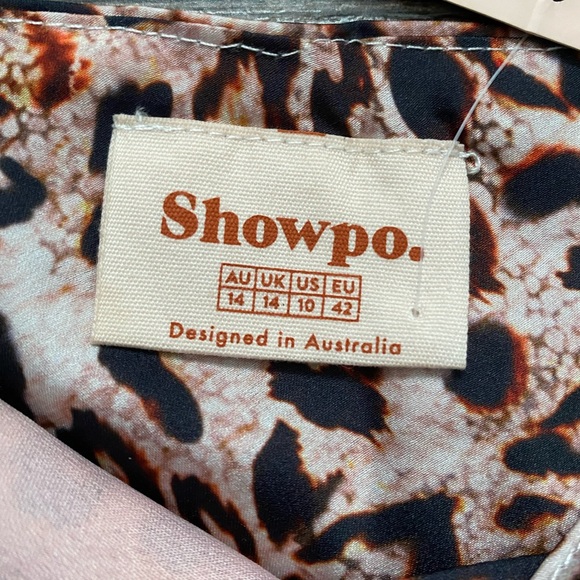 Showpo.
AU UK US EU
14 14 10 42
Designed in Australia